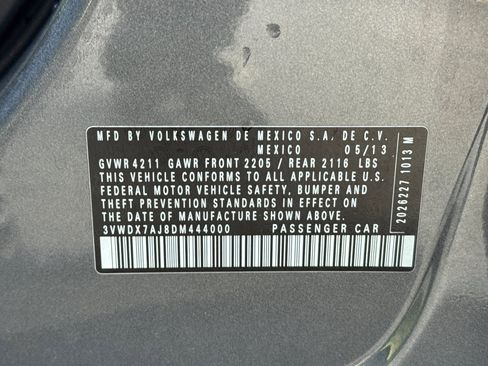 MFD BY VOLKSWAGEN DE MEXICO S.A. DE C.V.
MEXICO 05/13
GVWR 4211 GAWR FRONT 2205 / REAR 2116 LBS
THIS VEHICLE CONFORMS TO ALL APPLICABLE U.S.
FEDERAL MOTOR VEHICLE SAFETY, BUMPER AND
THEFT PREVENTION STANDARDS IN EFFECT ON
THE DATE OF MANUFACTURE SHOWN ABOVE.
3VWDX7AJ8DM444000 PASSENGER CAR
2026227 1013 M